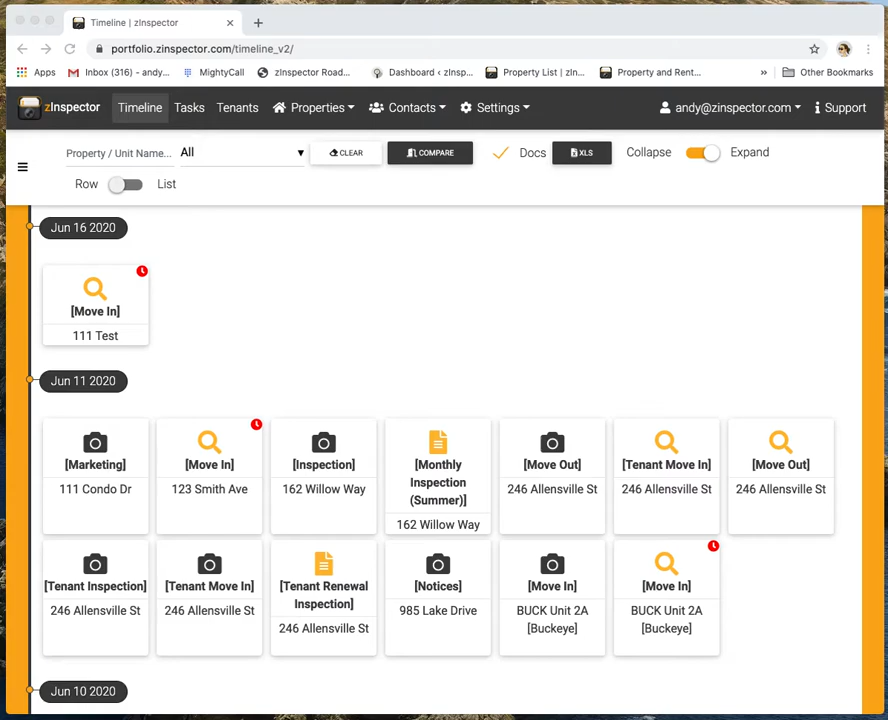 Timeline | zInspector
portfolio.zinspector.com/timeline_v2/
Apps
Inbox (316) - andy...
MightyCall
zInspector Road...
Dashboard ‹ zInsp...
Property List | zIn...
Property and Rent...
»
Other Bookmarks
zInspector
Timeline
Tasks
Tenants
Properties
Contacts
Settings
andy@zinspector.com
Support
Property / Unit Name...
All
CLEAR
COMPARE
Docs
XLS
Collapse
Expand
Row
List
Jun 16 2020
[Move In]
111 Test
Jun 11 2020
[Marketing]
111 Condo Dr
[Move In]
123 Smith Ave
[Inspection]
162 Willow Way
[Monthly
Inspection
(Summer)]
162 Willow Way
[Move Out]
246 Allensville St
[Tenant Move In]
246 Allensville St
[Move Out]
246 Allensville St
[Tenant Inspection]
246 Allensville St
[Tenant Move In]
246 Allensville St
[Tenant Renewal
Inspection]
246 Allensville St
[Notices]
985 Lake Drive
[Move In]
BUCK Unit 2A
[Buckeye]
[Move In]
BUCK Unit 2A
[Buckeye]
Jun 10 2020